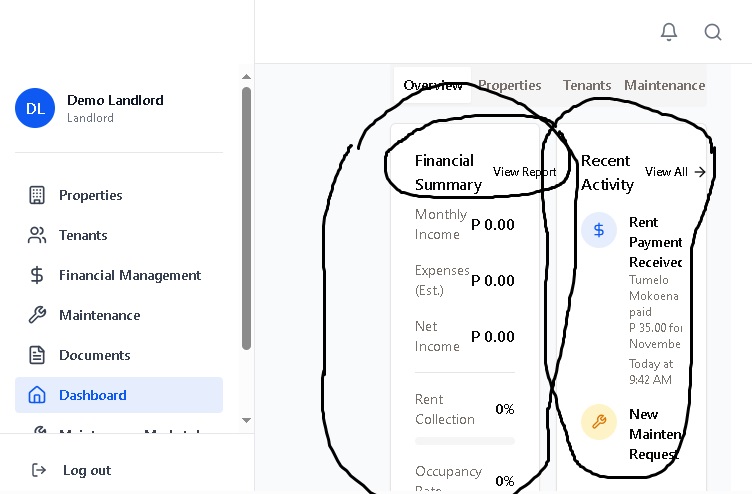 DL
Demo Landlord
Landlord
Properties
Tenants
Financial Management
Maintenance
Documents
Dashboard
Log out
Overview Properties Tenants Maintenance
Financial
Summary
View Report
Monthly
Income
P 0.00
Expenses
(Est.)
P 0.00
Net
Income
P 0.00
Rent
Collection
0%
Occupancy
Rate
0%
Recent
Activity
View All
Rent
Payment
Received
Tumelo
Mokoena
paid
P 35.00 for
Novembe
Today at
9:42 AM
New
Mainten
Request